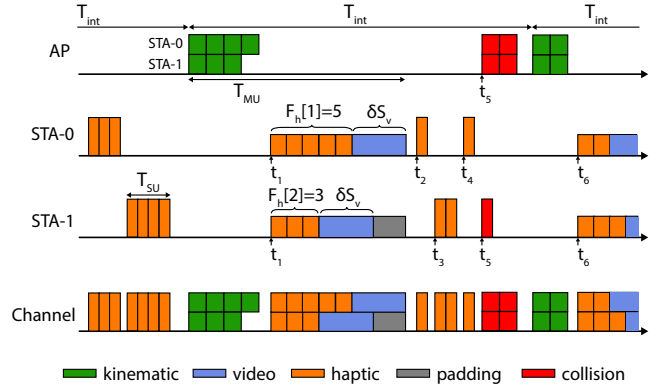 T_int T_int T_int
AP
STA-0
STA-1
T_MU
t_5
F_h[1]=5 δS_v
STA-0
t_1 t_2 t_4 t_6
T_SU
F_h[2]=3 δS_v
STA-1
t_1 t_3 t_5 t_6
Channel
kinematic video haptic padding collision